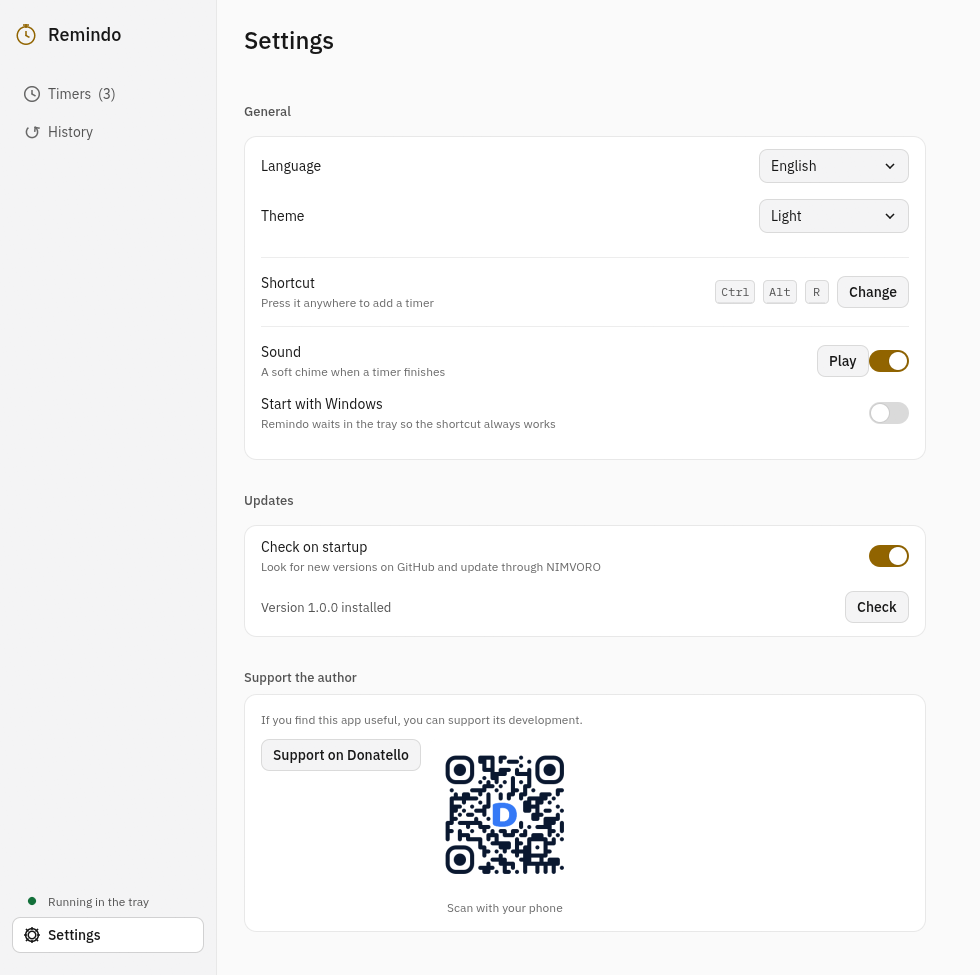 Remindo
Timers (3)
History
Running in the tray
Settings
Settings
General
Language
English
Theme
Light
Shortcut
Press it anywhere to add a timer
Ctrl Alt R Change
Sound
A soft chime when a timer finishes
Play
Start with Windows
Remindo waits in the tray so the shortcut always works
Updates
Check on startup
Look for new versions on GitHub and update through NIMVORO
Version 1.0.0 installed
Check
Support the author
If you find this app useful, you can support its development.
Support on Donatello
D
Scan with your phone